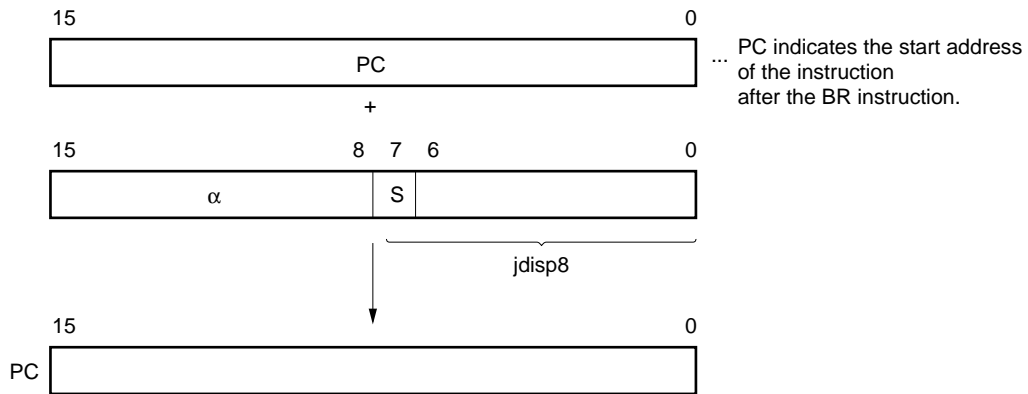 15 0
PC
... PC indicates the start address
of the instruction
after the BR instruction.
+
15 8 7 6 0
α S
jdisp8
15 0
PC